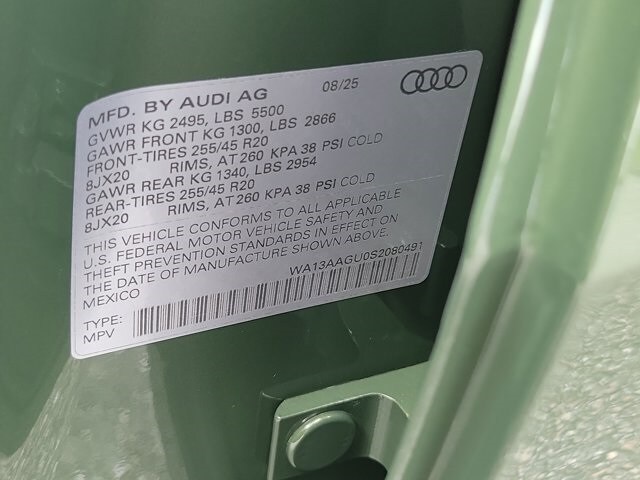 MFD. BY AUDI AG 08/25
GVWR KG 2495, LBS 5500
GAWR FRONT KG 1300, LBS 2866
FRONT-TIRES 255/45 R20
8JX20 RIMS, AT 260 KPA 38 PSI COLD
GAWR REAR KG 1340, LBS 2954
REAR-TIRES 255/45 R20
8JX20 RIMS, AT 260 KPA 38 PSI COLD
THIS VEHICLE CONFORMS TO ALL APPLICABLE
U.S. FEDERAL MOTOR VEHICLE SAFETY AND
THEFT PREVENTION STANDARDS IN EFFECT ON
THE DATE OF MANUFACTURE SHOWN ABOVE.
MEXICO WA13AAGU0S2080491
TYPE:
MPV